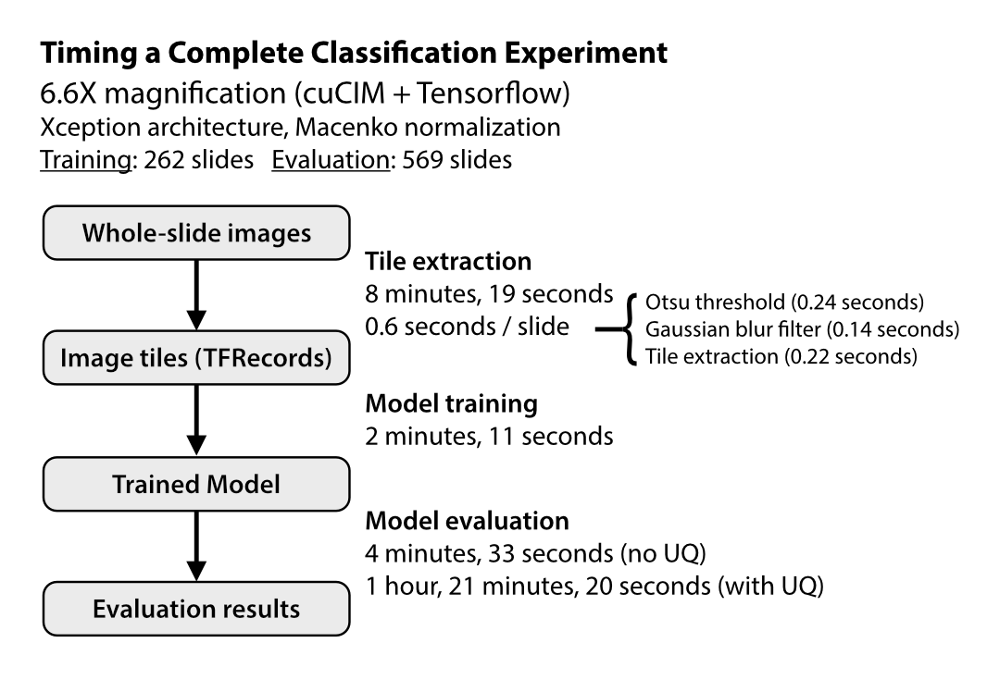 Timing a Complete Classification Experiment
6.6X magnification (cuCIM + Tensorflow)
Xception architecture, Macenko normalization
Training: 262 slides   Evaluation: 569 slides
Whole-slide images
Tile extraction
8 minutes, 19 seconds
0.6 seconds / slide
Otsu threshold (0.24 seconds)
Gaussian blur filter (0.14 seconds)
Tile extraction (0.22 seconds)
Image tiles (TFRecords)
Model training
2 minutes, 11 seconds
Trained Model
Model evaluation
4 minutes, 33 seconds (no UQ)
1 hour, 21 minutes, 20 seconds (with UQ)
Evaluation results